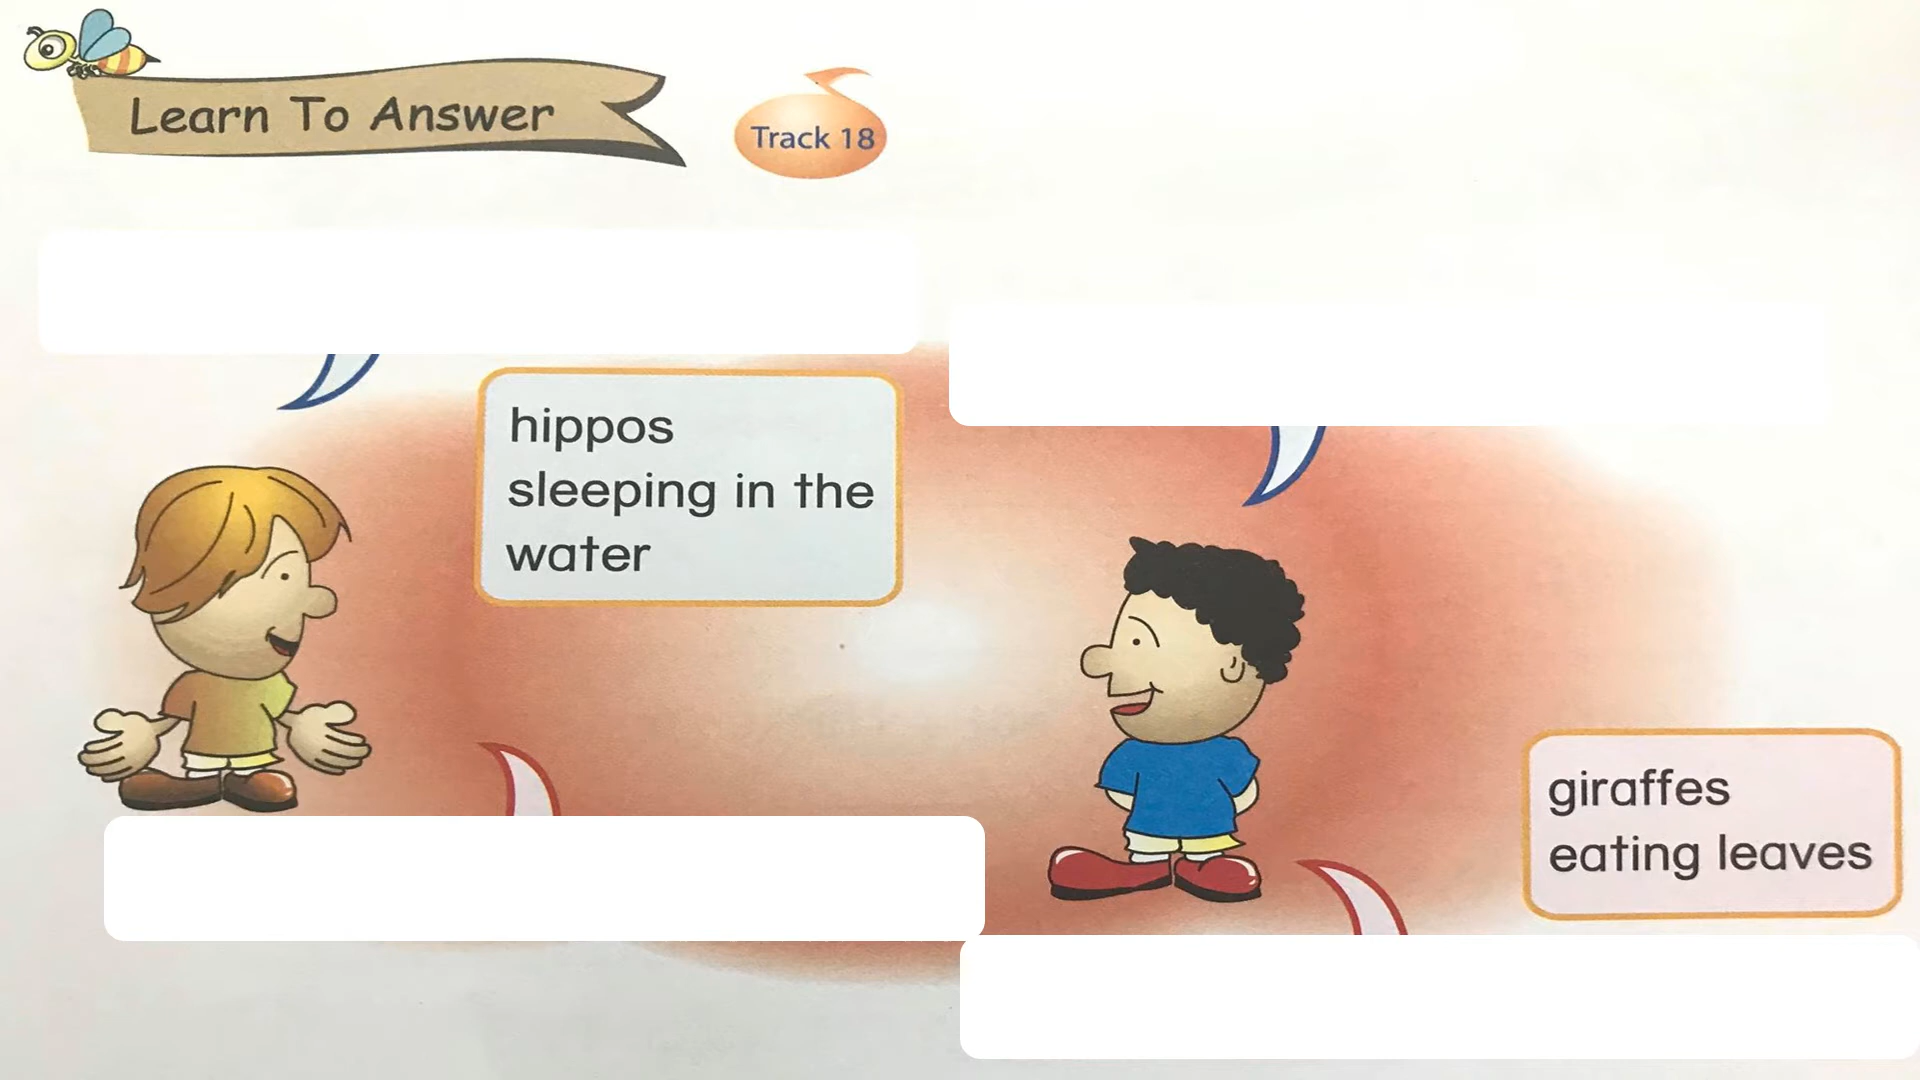 Learn To Answer
Track 18
hippos
sleeping in the
water
giraffes
eating leaves